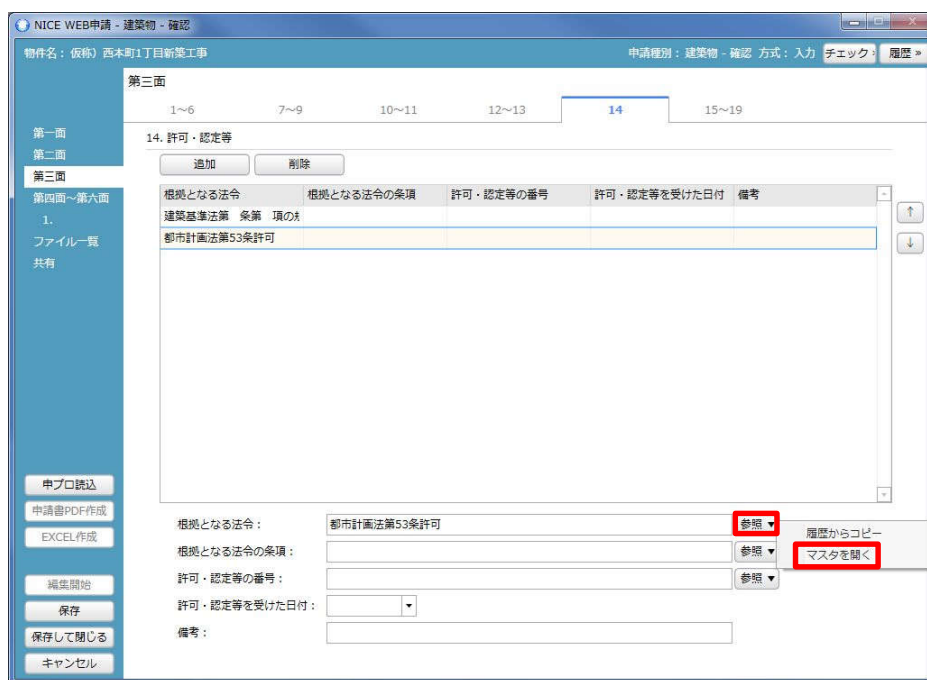 NICE WEB申請 - 建築物 - 確認
物件名： 仮称）西本町1丁目新築工事 申請種別： 建築物 - 確認 方式： 入力 チェック» 履歴 »
第三面
1～6 7～9 10～11 12～13 14 15～19
第一面
第二面
第三面
第四面～第六面
1.
ファイル一覧
共有
14. 許可・認定等
追加 削除
根拠となる法令 根拠となる法令の条項 許可・認定等の番号 許可・認定等を受けた日付 備考
建築基準法第 条第 項の
都市計画法第53条許可
↑
↓
申プロ読込
申請書PDF作成
EXCEL作成
編集開始
保存
保存して閉じる
キャンセル
根拠となる法令： 都市計画法第53条許可 参照 ▼
根拠となる法令の条項： 参照 ▼
許可・認定等の番号： 参照 ▼
許可・認定等を受けた日付： ▼
備考：
履歴からコピー
マスタを開く